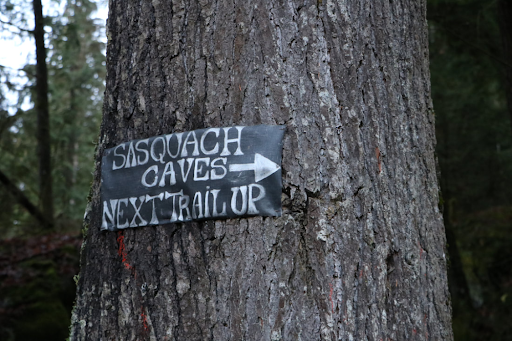 SASQUACH
CAVES
NEXT TRAIL UP